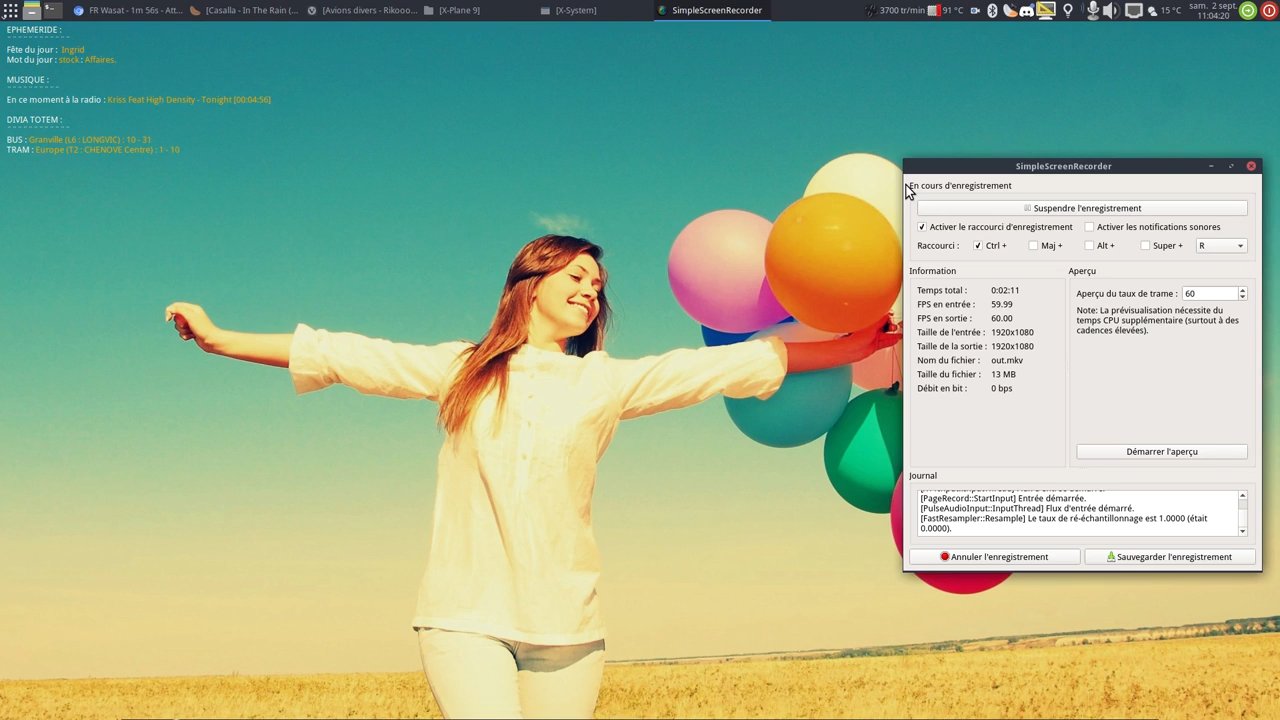 FR Wasat - 1m 56s - Att...
[Casalla - In The Rain (...
[Avions divers - Rikooo...
[X-Plane 9]
[X-System]
SimpleScreenRecorder
3700 tr/min
91 °C
15 °C
sam. 2 sept.
11:04:20
EPHEMERIDE :
Fête du jour : Ingrid
Mot du jour : stock : Affaires.
MUSIQUE :
En ce moment à la radio : Kriss Feat High Density - Tonight [00:04:56]
DIVIA TOTEM :
BUS : Granville (L6 : LONGVIC) : 10 - 31
TRAM : Europe (T2 : CHENOVE Centre) : 1 - 10
SimpleScreenRecorder
En cours d'enregistrement
Suspendre l'enregistrement
Activer le raccourci d'enregistrement
Activer les notifications sonores
Raccourci : Ctrl + Maj + Alt + Super + R
Information
Temps total : 0:02:11
FPS en entrée : 59.99
FPS en sortie : 60.00
Taille de l'entrée : 1920x1080
Taille de la sortie : 1920x1080
Nom du fichier : out.mkv
Taille du fichier : 13 MB
Débit en bit : 0 bps
Aperçu
Aperçu du taux de trame : 60
Note: La prévisualisation nécessite du
temps CPU supplémentaire (surtout à des
cadences élevées).
Démarrer l'aperçu
Journal
[PageRecord::StartInput] Entrée démarrée.
[PulseAudioInput::InputThread] Flux d'entrée démarré.
[FastResampler::Resample] Le taux de ré-échantillonnage est 1.0000 (était
0.0000).
Annuler l'enregistrement
Sauvegarder l'enregistrement